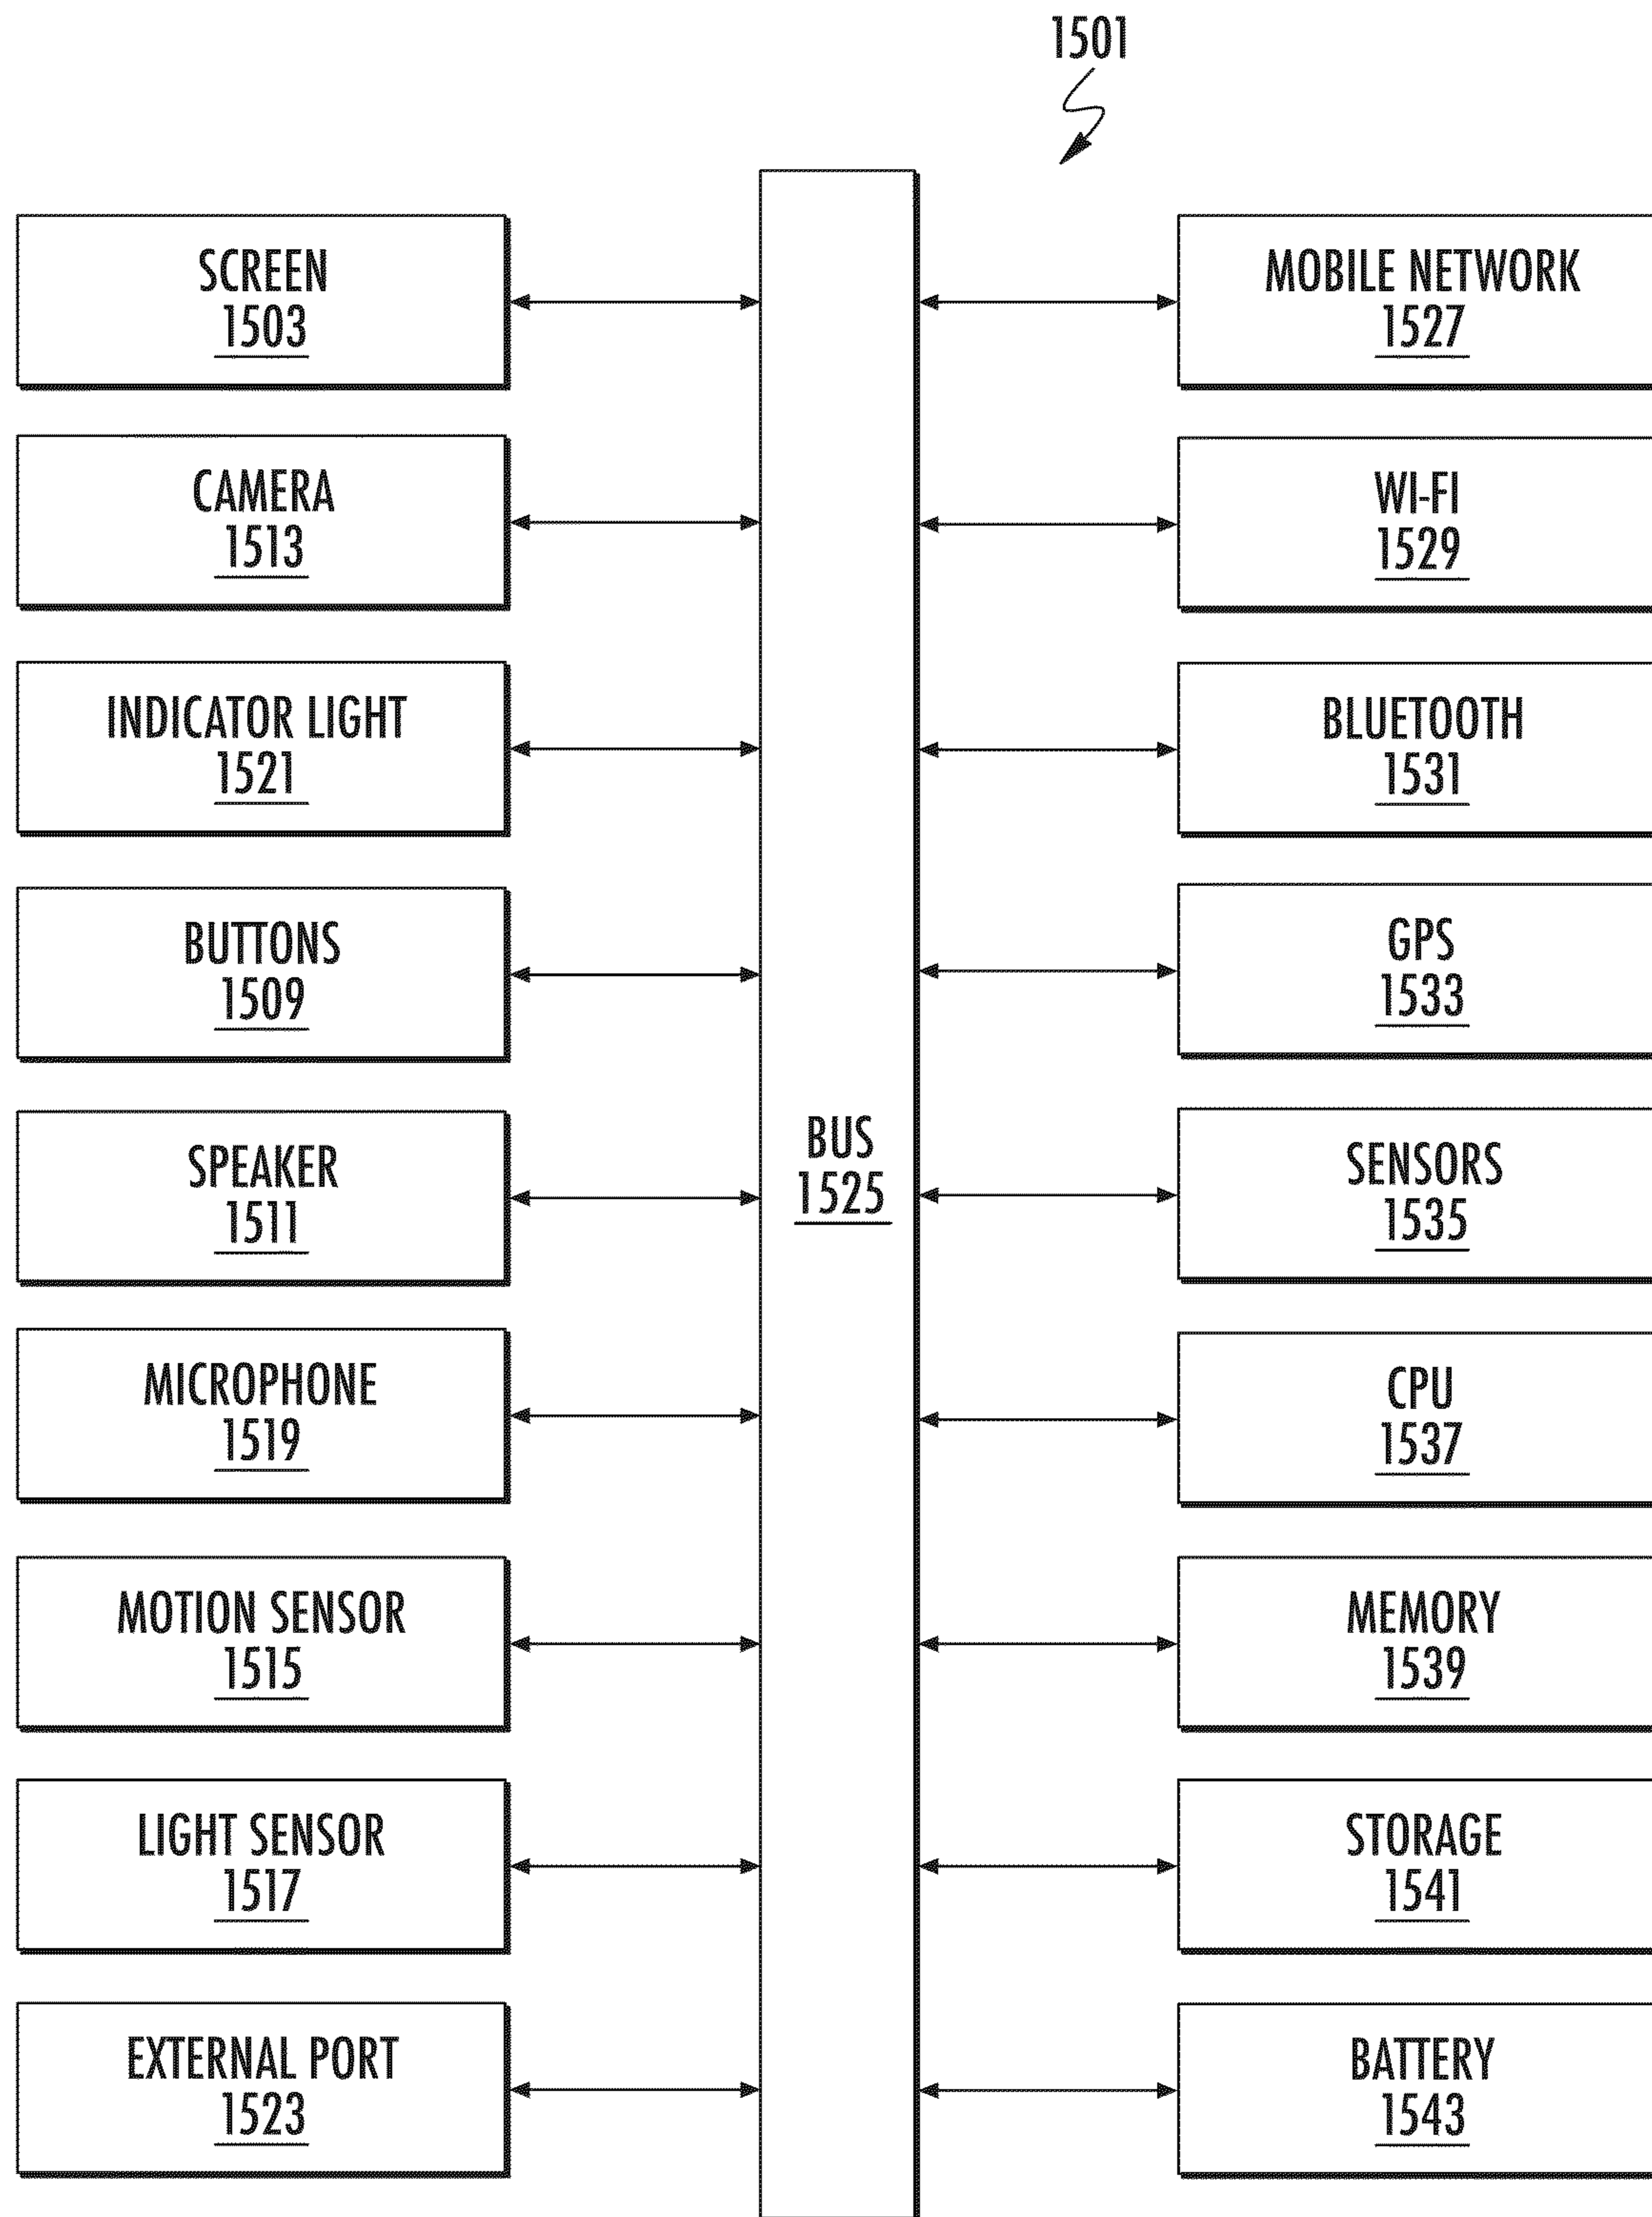 1501
SCREEN
1503
CAMERA
1513
INDICATOR LIGHT
1521
BUTTONS
1509
SPEAKER
1511
MICROPHONE
1519
MOTION SENSOR
1515
LIGHT SENSOR
1517
EXTERNAL PORT
1523
BUS
1525
MOBILE NETWORK
1527
WI-FI
1529
BLUETOOTH
1531
GPS
1533
SENSORS
1535
CPU
1537
MEMORY
1539
STORAGE
1541
BATTERY
1543